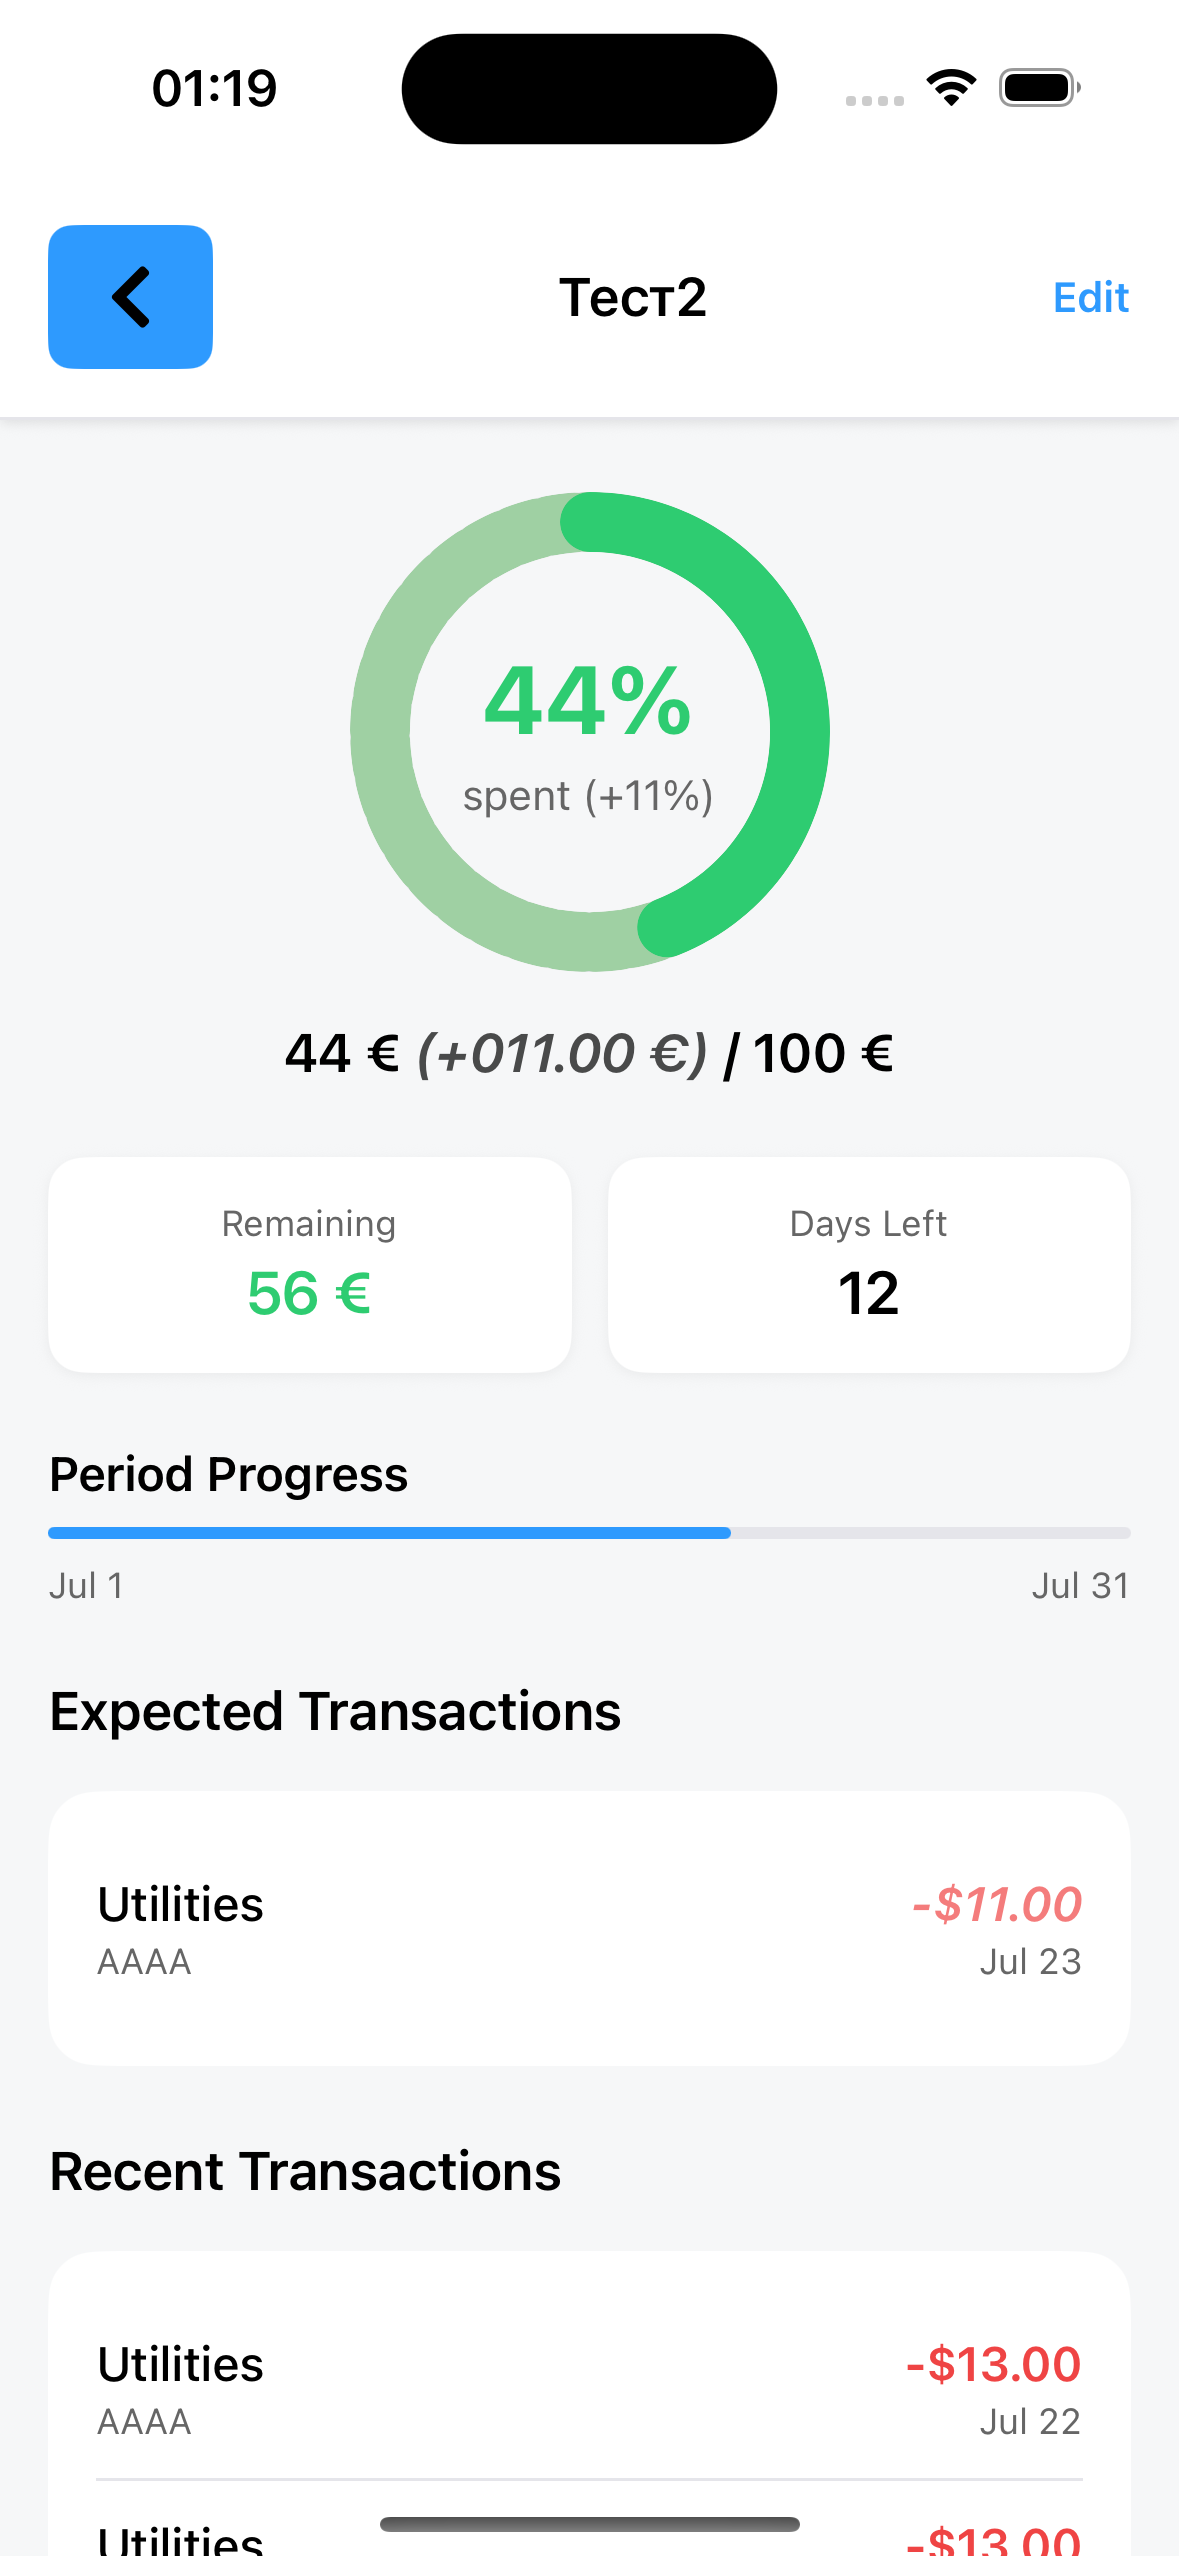 01:19
Тест2
Edit
44%
spent (+11%)
44 € (+011.00 €) / 100 €
Remaining
56 €
Days Left
12
Period Progress
Jul 1
Jul 31
Expected Transactions
Utilities
-$11.00
AAAA
Jul 23
Recent Transactions
Utilities
-$13.00
AAAA
Jul 22
Utilities
-$13.00